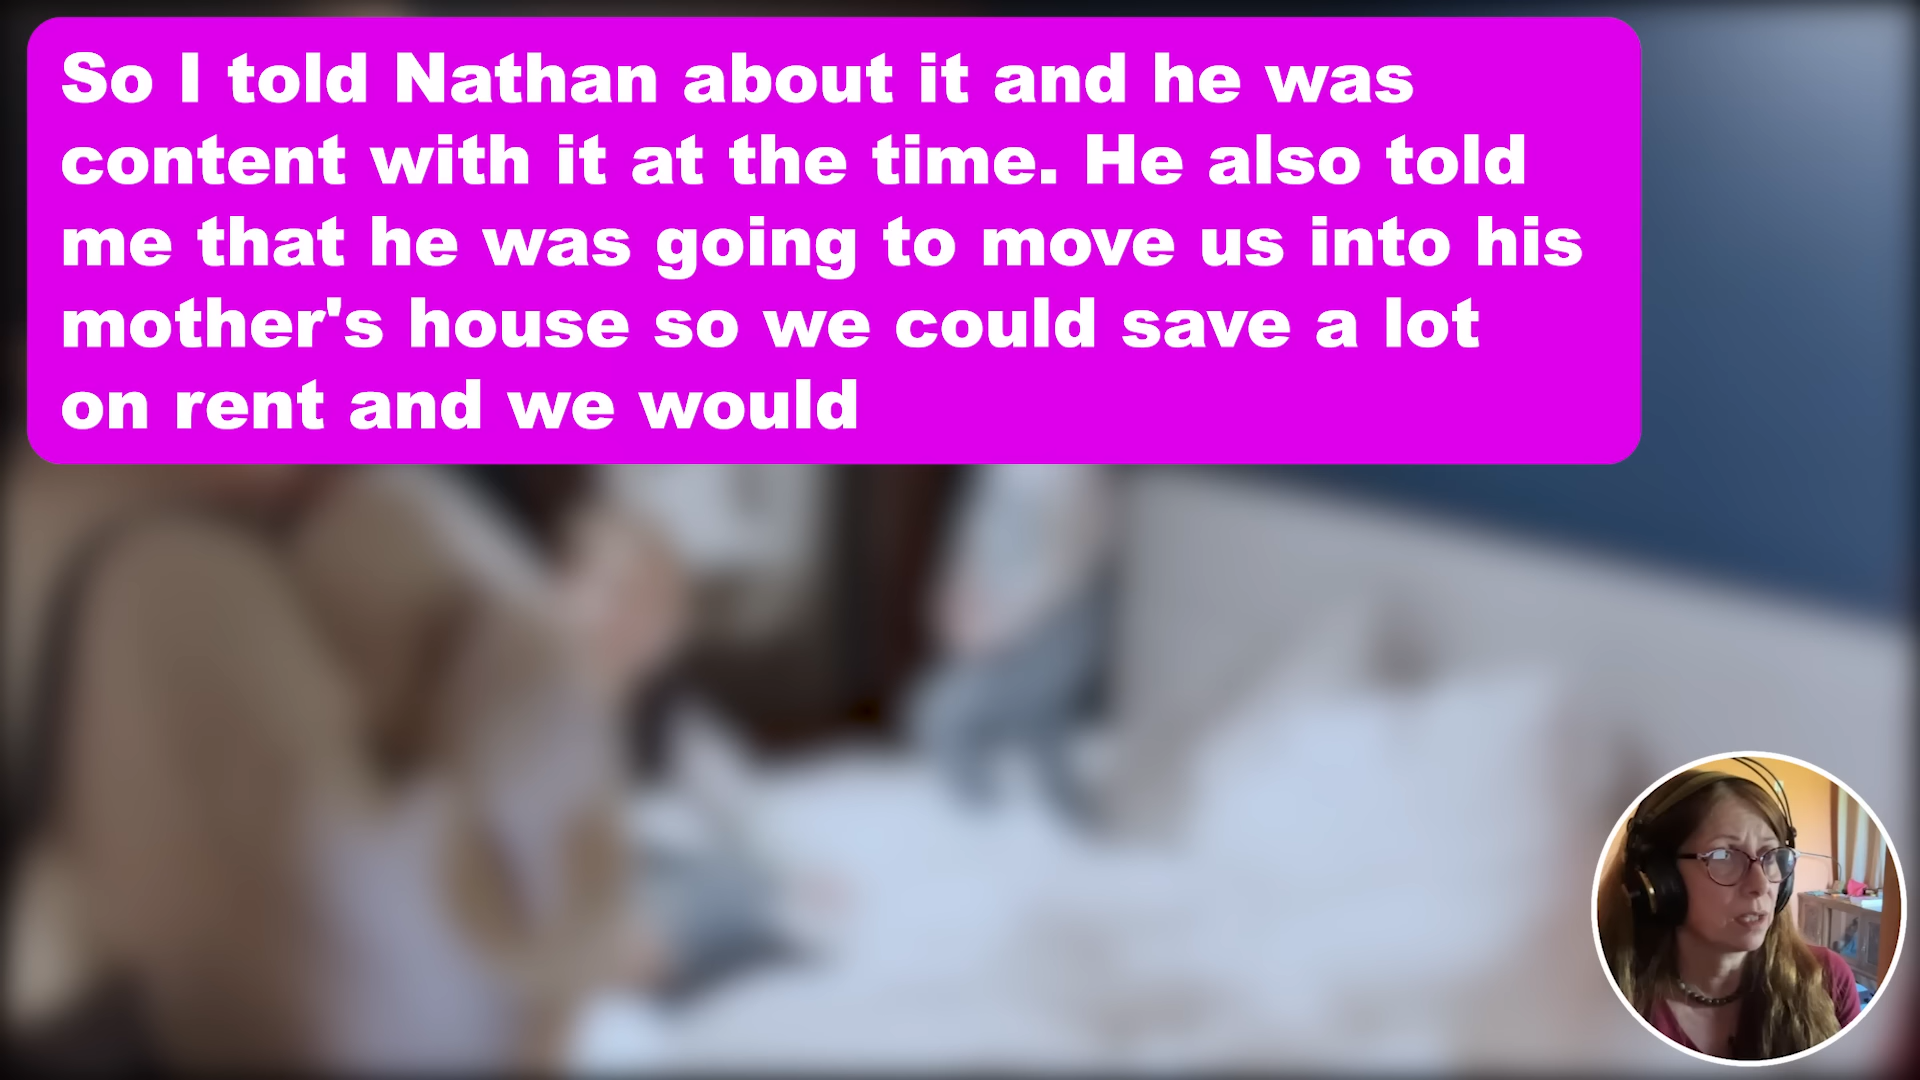 So I told Nathan about it and he was
content with it at the time. He also told
me that he was going to move us into his
mother's house so we could save a lot
on rent and we would